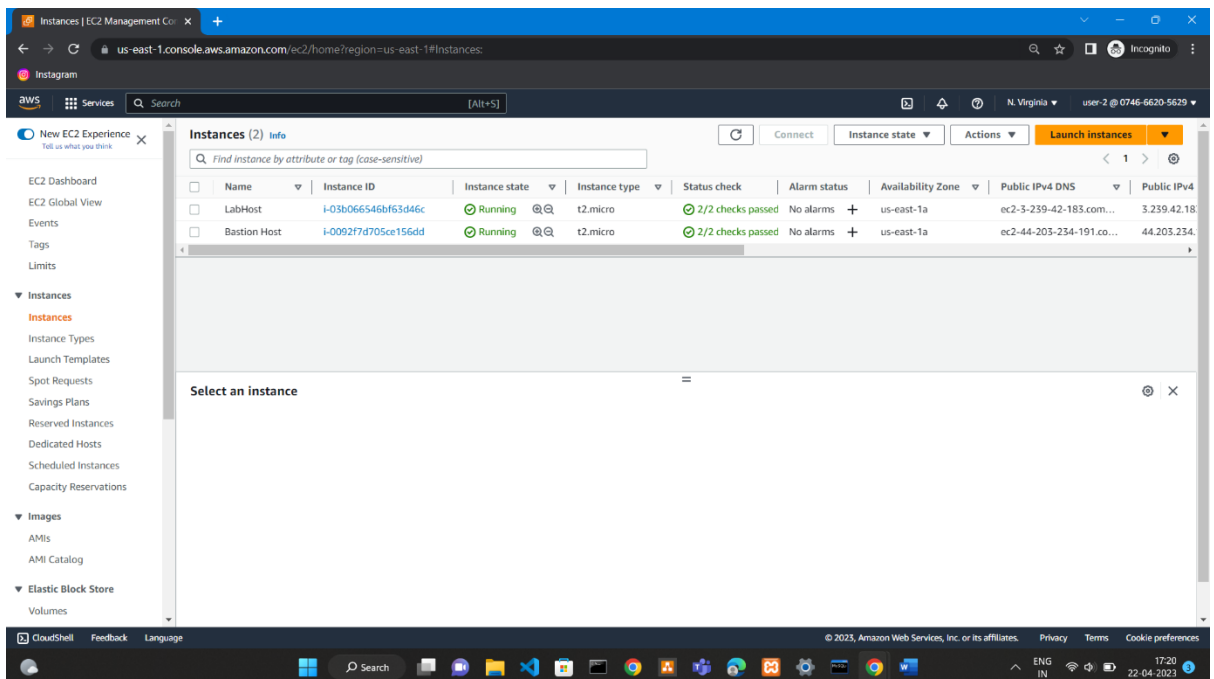 Instances | EC2 Management Con
us-east-1.console.aws.amazon.com/ec2/home?region=us-east-1#Instances:
Incognito
Instagram
aws Services Search [Alt+S] N. Virginia ▼ user-2 @ 0746-6620-5629 ▼
New EC2 Experience
Tell us what you think
EC2 Dashboard
EC2 Global View
Events
Tags
Limits
Instances
Instances
Instance Types
Launch Templates
Spot Requests
Savings Plans
Reserved Instances
Dedicated Hosts
Scheduled Instances
Capacity Reservations
Images
AMIs
AMI Catalog
Elastic Block Store
Volumes
Instances (2) Info Connect Instance state ▼ Actions ▼ Launch instances ▼
Find instance by attribute or tag (case-sensitive) 1
Name Instance ID Instance state Instance type Status check Alarm status Availability Zone Public IPv4 DNS Public IPv4
LabHost i-03b066546bf63d46c Running t2.micro 2/2 checks passed No alarms + us-east-1a ec2-3-239-42-183.com... 3.239.42.18
Bastion Host i-0092f7d705ce156dd Running t2.micro 2/2 checks passed No alarms + us-east-1a ec2-44-203-234-191.co... 44.203.234.
Select an instance
CloudShell Feedback Language © 2023, Amazon Web Services, Inc. or its affiliates. Privacy Terms Cookie preferences
Search ENG 17:20
IN 22-04-2023 3